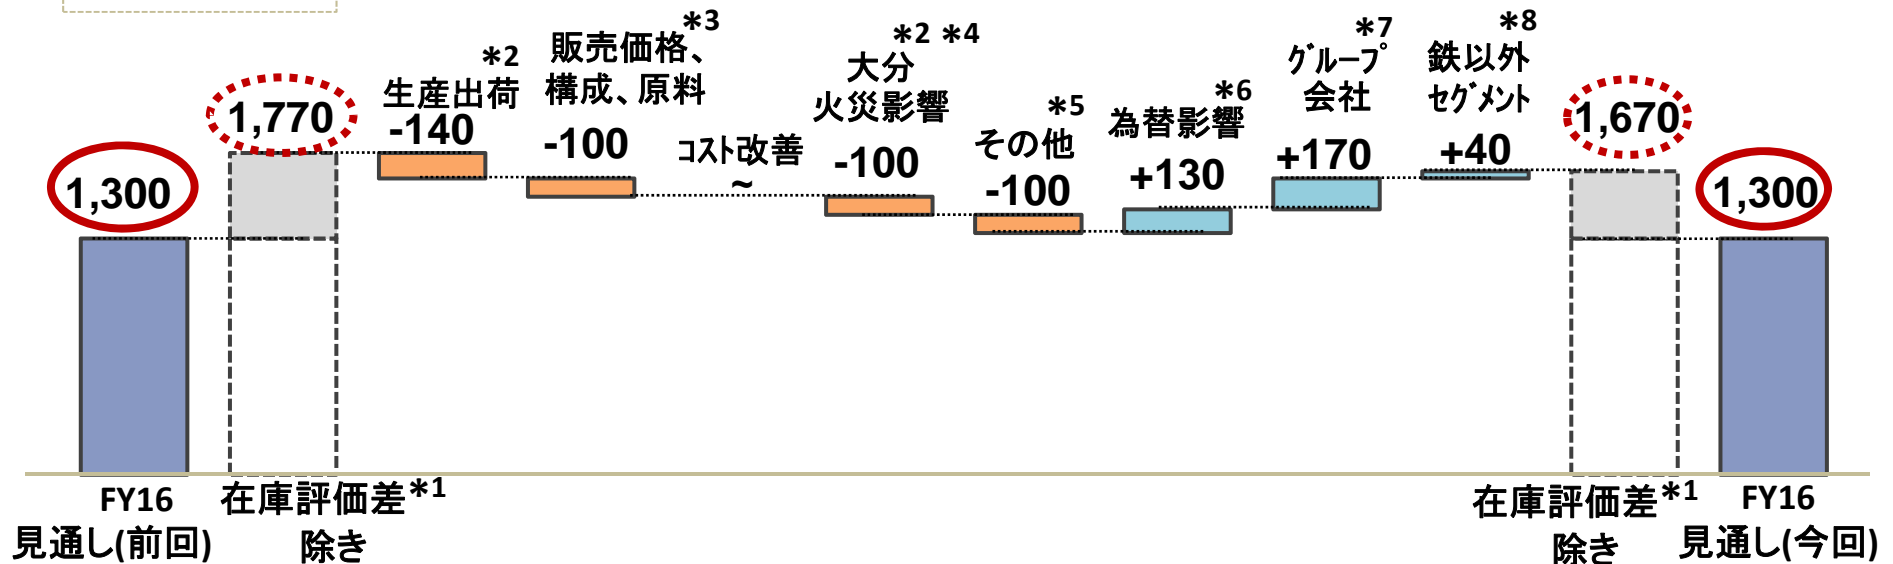 1,300
FY16
見通し(前回)
1,770
在庫評価差*1
除き
*2
生産出荷
-140
*3
販売価格、
構成、原料
-100
コスト改善
~
*2 *4
大分
火災影響
-100
*5
その他
-100
*6
為替影響
+130
*7
グループ
会社
+170
*8
鉄以外
セグメント
+40
1,670
在庫評価差*1
除き
1,300
FY16
見通し(今回)